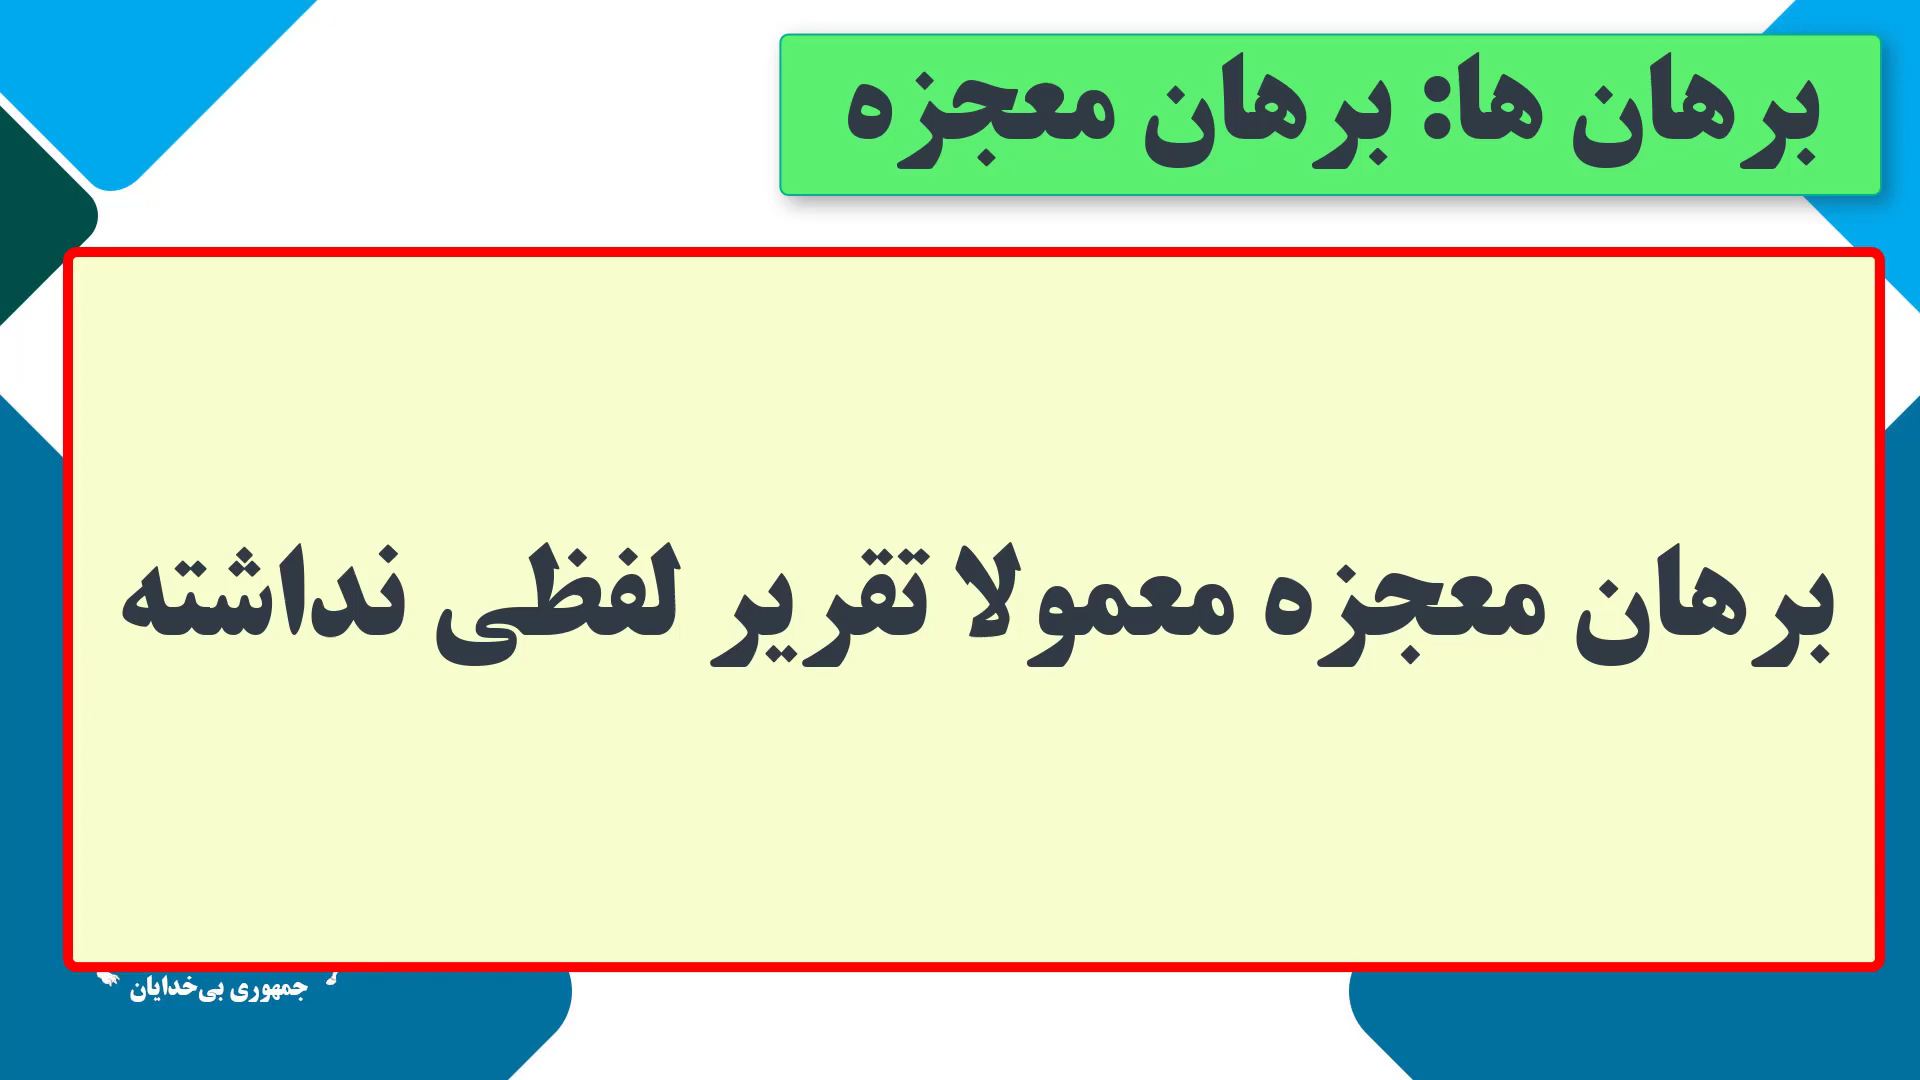 برهان ها: برهان معجزه
برهان معجزه معمولا تقریر لفظی نداشته
جمهوری بی‌خدایان